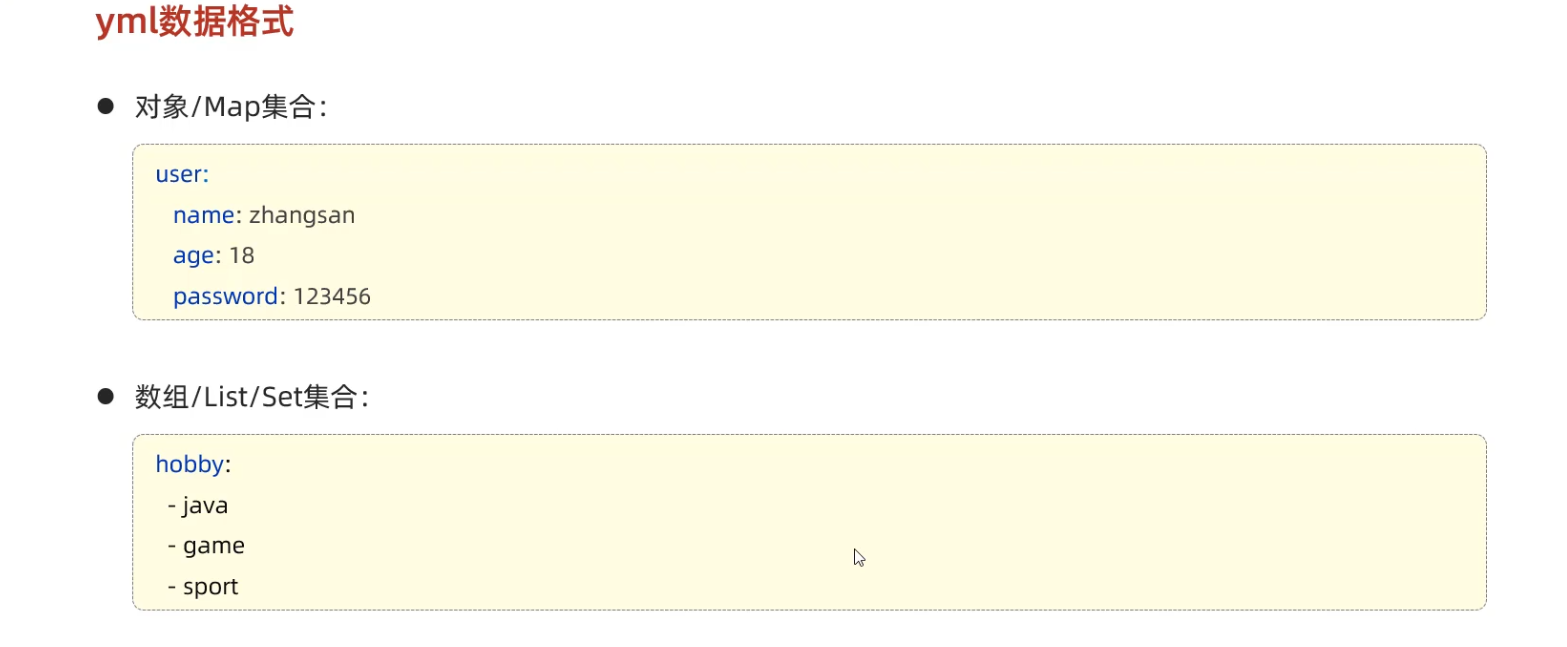 yml数据格式
● 对象/Map集合：
user:
name: zhangsan
age: 18
password: 123456
● 数组/List/Set集合：
hobby:
- java
- game
- sport